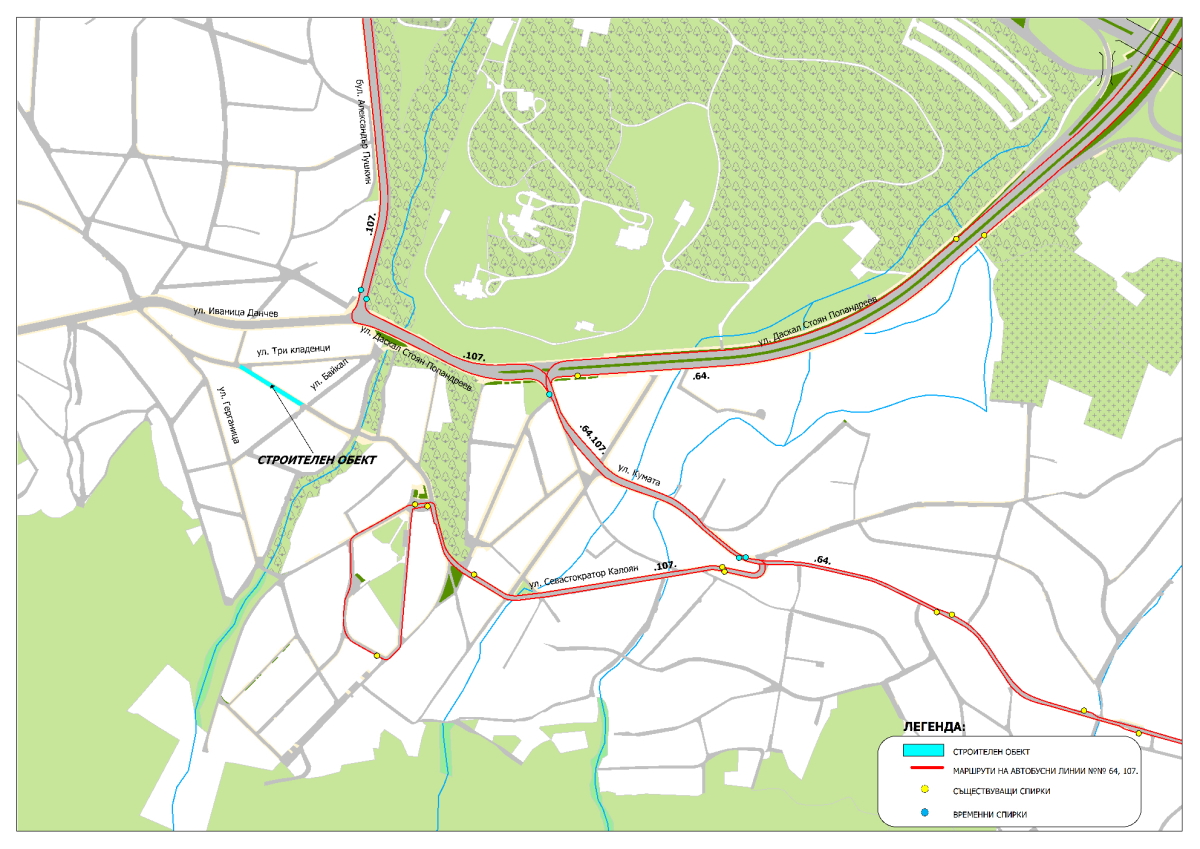 бул. Александър Пушкин
.107.
ул. Иваница Данчев
ул. Даскал Стоян Попандреев
ул. Три кладенци
ул. Байкал
ул. Герганица
.107.
ул. Даскал Стоян Попандреев
.64.
СТРОИТЕЛЕН ОБЕКТ
.64.107.
ул. Кумата
.64.
ул. Севастократор Калоян
.107.
ЛЕГЕНДА:
СТРОИТЕЛЕН ОБЕКТ
МАРШРУТИ НА АВТОБУСНИ ЛИНИИ №№ 64, 107.
СЪЩЕСТВУВАЩИ СПИРКИ
ВРЕМЕННИ СПИРКИ